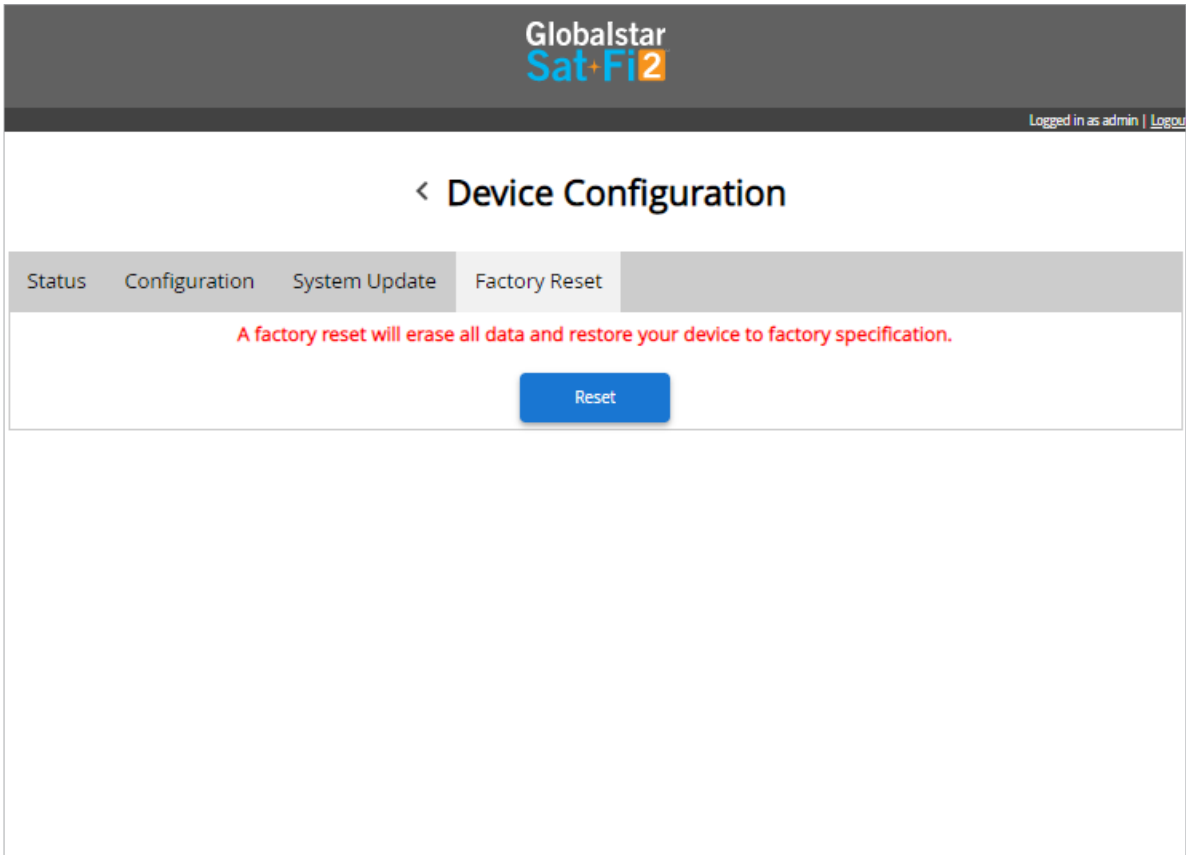 Globalstar
Sat Fi2
Logged in as admin | Logou
< Device Configuration
Status Configuration System Update Factory Reset
A factory reset will erase all data and restore your device to factory specification.
Reset